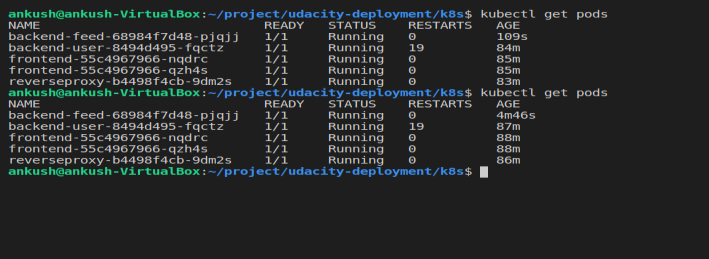 ankush@ankush-VirtualBox:~/project/udacity-deployment/k8s$ kubectl get pods
NAME READY STATUS RESTARTS AGE
backend-feed-68984f7d48-pjqjj 1/1 Running 0 109s
backend-user-8494d495-fqctz 1/1 Running 19 84m
frontend-55c4967966-nqdrc 1/1 Running 0 85m
frontend-55c4967966-qzh4s 1/1 Running 0 85m
reverseproxy-b4498f4cb-9dm2s 1/1 Running 0 83m
ankush@ankush-VirtualBox:~/project/udacity-deployment/k8s$ kubectl get pods
NAME READY STATUS RESTARTS AGE
backend-feed-68984f7d48-pjqjj 1/1 Running 0 4m46s
backend-user-8494d495-fqctz 1/1 Running 19 87m
frontend-55c4967966-nqdrc 1/1 Running 0 88m
frontend-55c4967966-qzh4s 1/1 Running 0 88m
reverseproxy-b4498f4cb-9dm2s 1/1 Running 0 86m
ankush@ankush-VirtualBox:~/project/udacity-deployment/k8s$